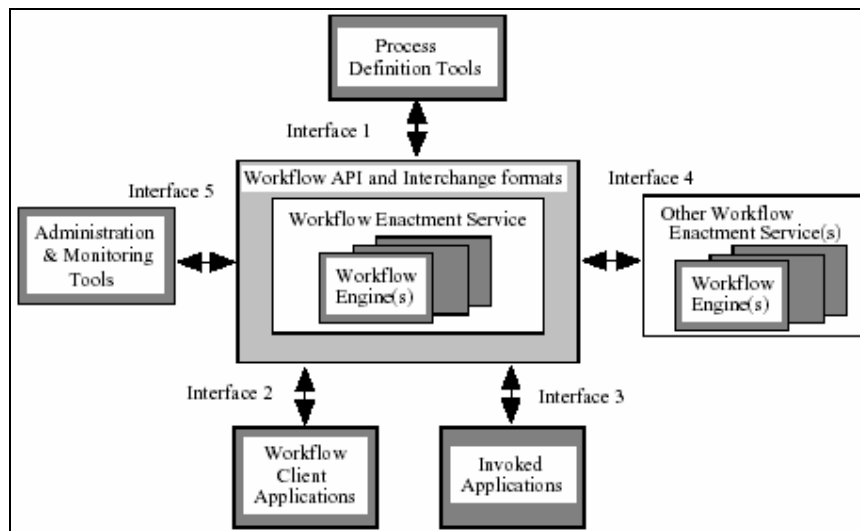 Process
Definition Tools
Interface 1
Interface 5
Workflow API and Interchange formats
Interface 4
Administration
& Monitoring
Tools
Workflow Enactment Service
Workflow
Engine(s)
Other Workflow
Enactment Service(s)
Workflow
Engine(s)
Interface 2
Interface 3
Workflow
Client
Applications
Invoked
Applications